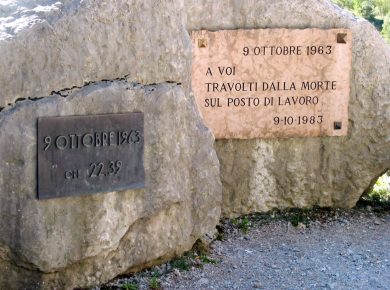 9 OTTOBRE 1963
ORE 22.39
9 OTTOBRE 1963
A VOI
TRAVOLTI DALLA MORTE
SUL POSTO DI LAVORO
9-10-1983